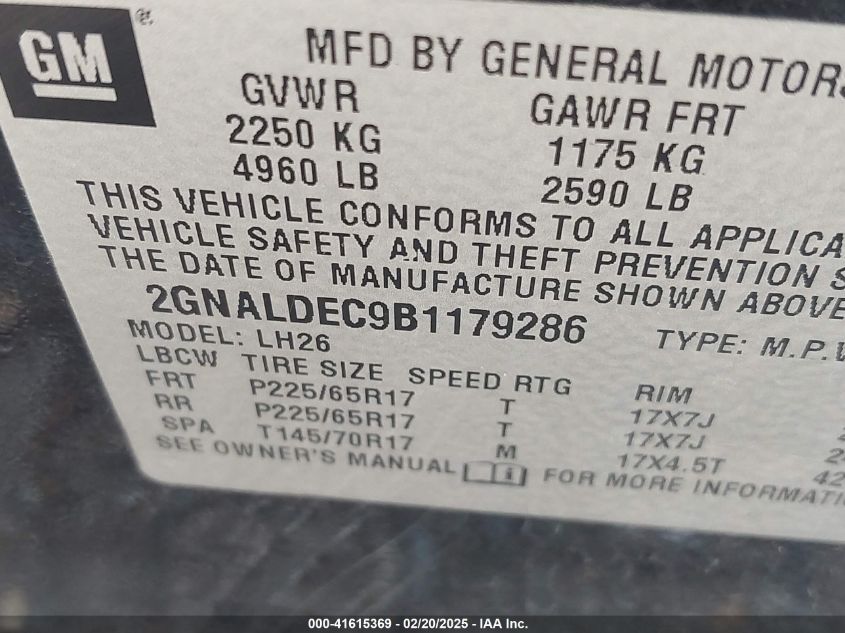 GM ®
MFD BY GENERAL MOTORS
GVWR GAWR FRT
2250 KG 1175 KG
4960 LB 2590 LB
THIS VEHICLE CONFORMS TO ALL APPLICA
VEHICLE SAFETY AND THEFT PREVENTION S
THE DATE OF MANUFACTURE SHOWN ABOVE
2GNALDEC9B1179286 TYPE: M.P.V
MODEL: LH26
LBCW TIRE SIZE SPEED RTG RIM
FRT P225/65R17 T 17X7J
RR P225/65R17 T 17X7J
SPA T145/70R17 M 17X4.5T 42
SEE OWNER'S MANUAL FOR MORE INFORMATI
000-41615369 | 02/20/2025 - IAA Inc.